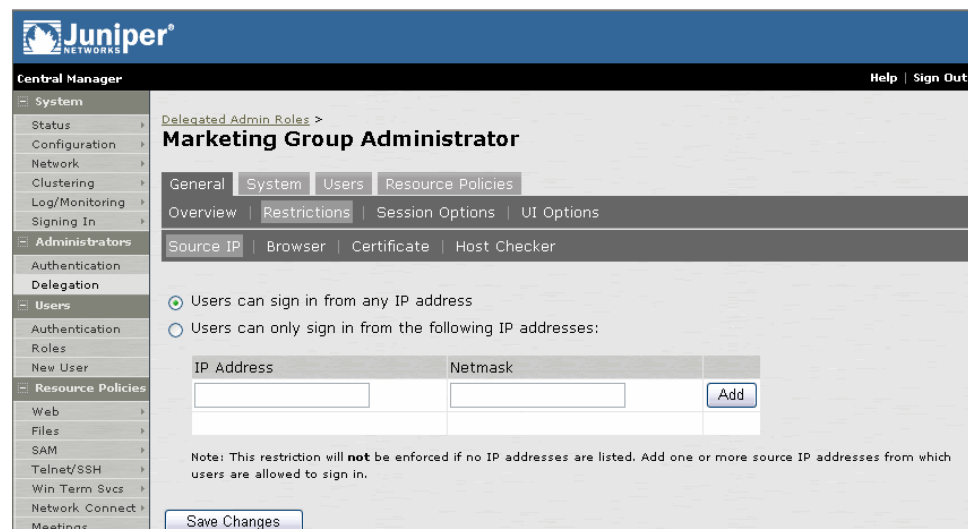 Juniper®
NETWORKS
Central Manager
Help | Sign Out
System
Status
Configuration
Network
Clustering
Log/Monitoring
Signing In
Administrators
Authentication
Delegation
Users
Authentication
Roles
New User
Resource Policies
Web
Files
SAM
Telnet/SSH
Win Term Svcs
Network Connect
Meetings
Delegated Admin Roles >
Marketing Group Administrator
General System Users Resource Policies
Overview | Restrictions | Session Options | UI Options
Source IP | Browser | Certificate | Host Checker
Users can sign in from any IP address
Users can only sign in from the following IP addresses:
IP Address Netmask
Add
Note: This restriction will not be enforced if no IP addresses are listed. Add one or more source IP addresses from which
users are allowed to sign in.
Save Changes